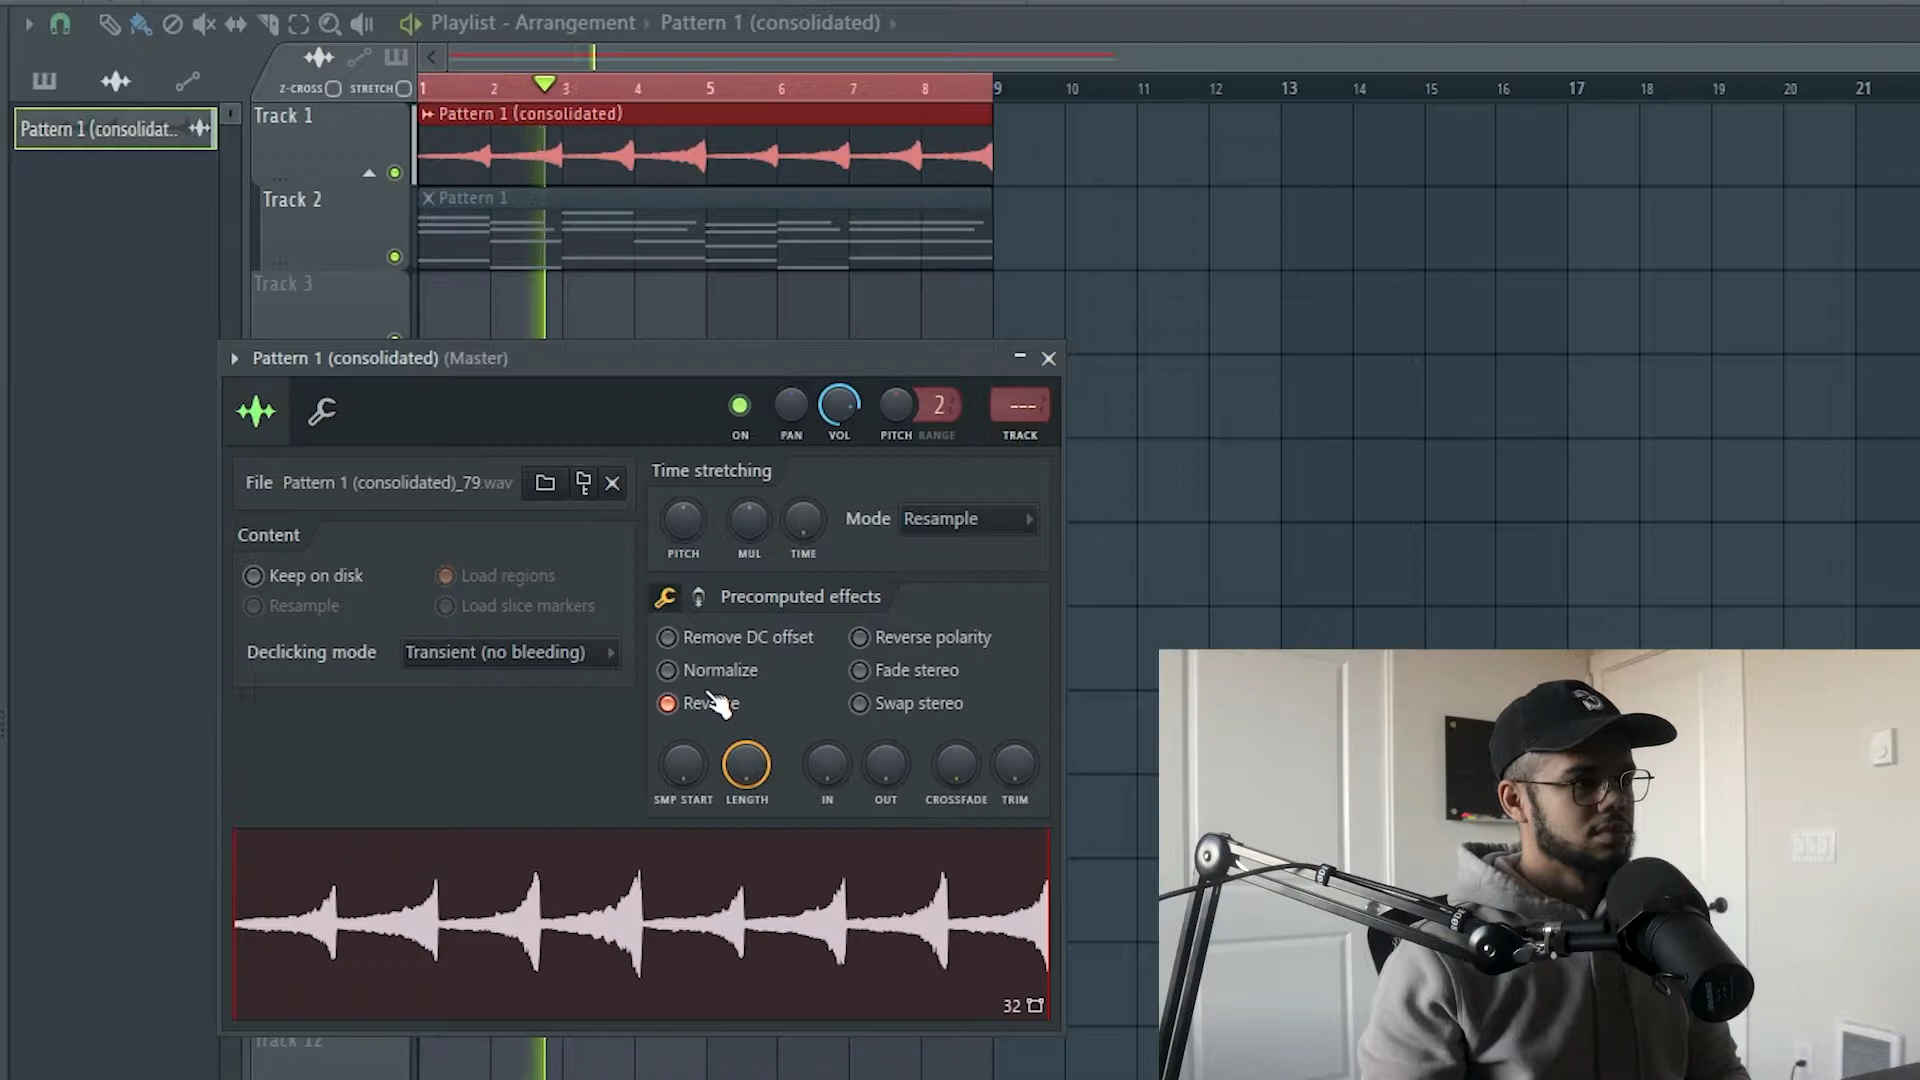 Playlist - Arrangement › Pattern 1 (consolidated) ›
Z-CROSS STRETCH
1 2 3 4 5 6 7 8 9 10 11 12 13 14 15 16 17 18 19 20 21
Pattern 1 (consolidat..
Track 1
Pattern 1 (consolidated)
Track 2
Pattern 1
Track 3
Pattern 1 (consolidated) (Master)
2
---
ON PAN VOL PITCH RANGE TRACK
File Pattern 1 (consolidated)_79.wav
Time stretching
Mode Resample
PITCH MUL TIME
Content
Keep on disk Load regions
Resample Load slice markers
Declicking mode Transient (no bleeding)
Precomputed effects
Remove DC offset Reverse polarity
Normalize Fade stereo
Swap stereo
SMP START LENGTH IN OUT CROSSFADE TRIM
32
Track 12